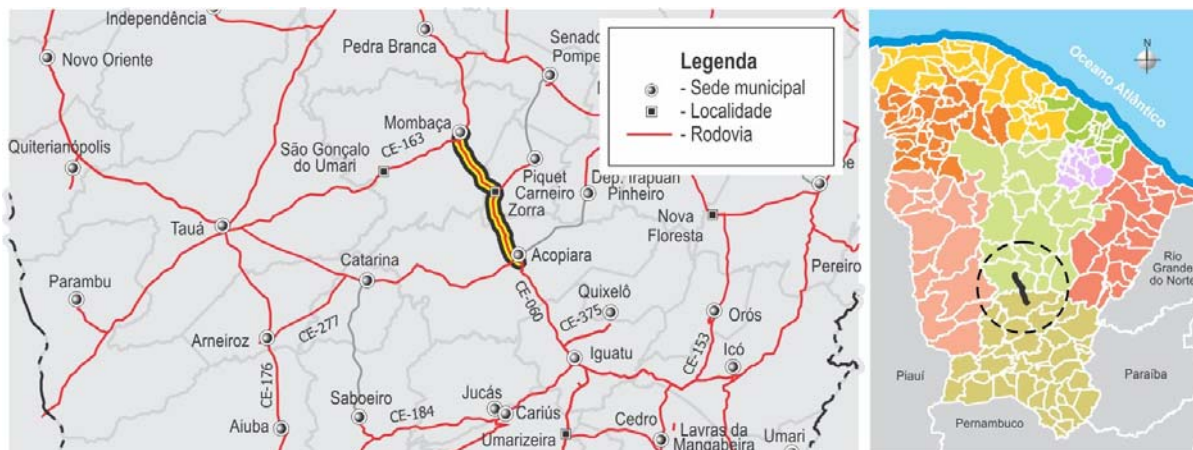 Independência
Novo Oriente
Pedra Branca
Senador
Pompeu
Legenda
- Sede municipal
- Localidade
- Rodovia
Mombaça
CE-163
São Gonçalo
do Umari
Quiterianópolis
Piquet
Carneiro
Zorra
Dep. Irapuan
Pinheiro
Nova
Floresta
Tauá
Acopiara
Catarina
Pereiro
Parambu
CE-060
Quixelô
CE-375
Orós
CE-277
Arneiroz
CE-153
Iguatu
Icó
CE-176
Saboeiro
Jucás
CE-184
Cariús
Aiuba
Umarizeira
Cedro
Lavras da
Mangabeira
Umari
N
Oceano Atlântico
Rio
Grande
do Norte
Piauí
Paraíba
Pernambuco